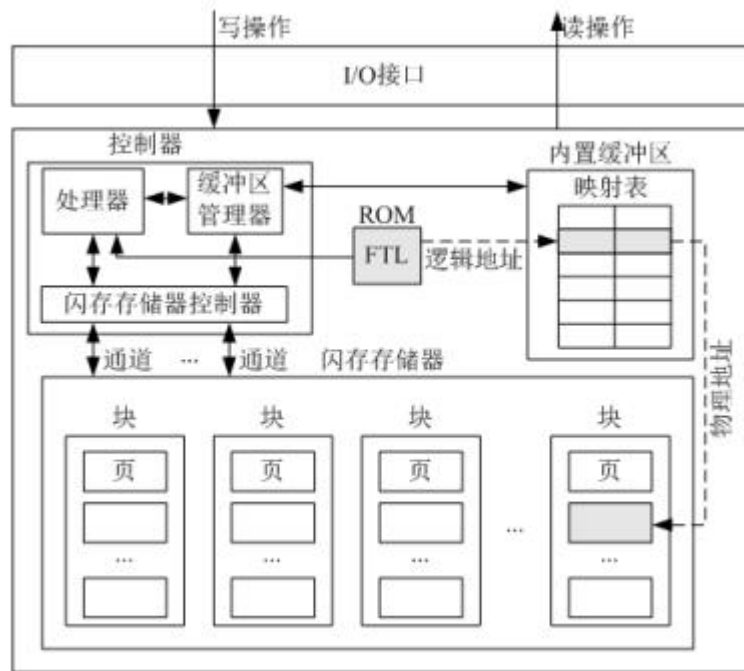 写操作
读操作
I/O接口
控制器
内置缓冲区
处理器
缓冲区
管理器
映射表
ROM
FTL
逻辑地址
闪存存储器控制器
通道
...
通道
闪存存储器
物理地址
块
块
块
块
页
页
页
页
...
...
...
...
...